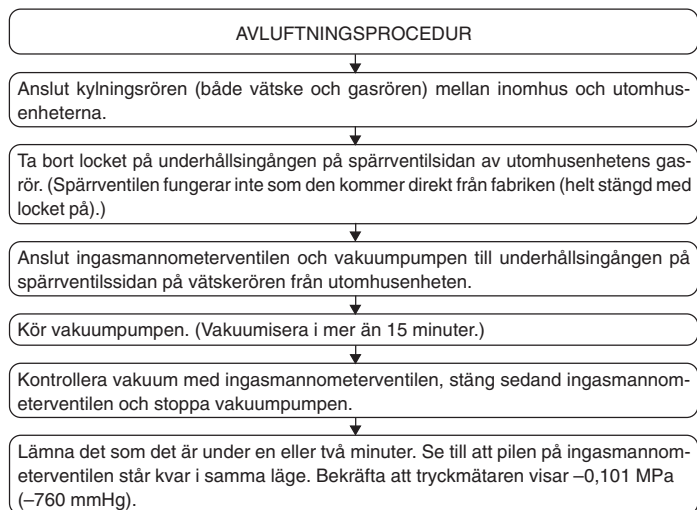 AVLUFTNINGSPROCEDUR
Anslut kylningsrören (både vätske och gasrören) mellan inomhus och utomhus-
enheterna.
Ta bort locket på underhållsingången på spärrventilsidan av utomhusenhetens gas-
rör. (Spärrventilen fungerar inte som den kommer direkt från fabriken (helt stängd med
locket på).)
Anslut ingasmannometerventilen och vakuumpumpen till underhållsingången på
spärrventilssidan på vätskerören från utomhusenheten.
Kör vakuumpumpen. (Vakuumisera i mer än 15 minuter.)
Kontrollera vakuum med ingasmannometerventilen, stäng sedand ingasmannom-
eterventilen och stoppa vakuumpumpen.
Lämna det som det är under en eller två minuter. Se till att pilen på ingasmannom-
eterventilen står kvar i samma läge. Bekräfta att tryckmätaren visar –0,101 MPa
(–760 mmHg).